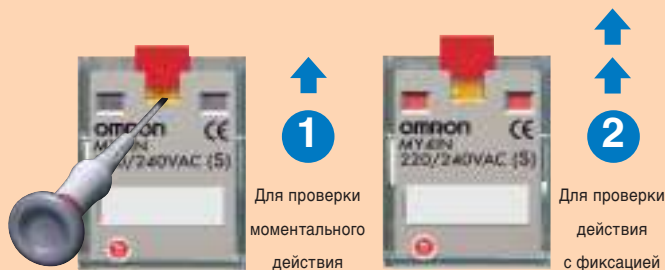 OMRON CE
/240VAC (S)
1
Для проверки
моментального
действия
OMRON CE
MY4IN
220/240VAC (S)
2
Для проверки
действия
с фиксацией